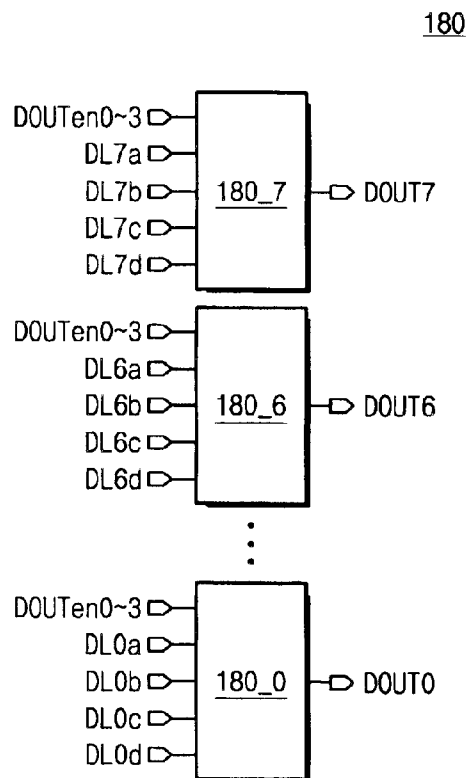 180
DOUTen0~3
DL7a
DL7b
180_7
DOUT7
DL7c
DL7d
DOUTen0~3
DL6a
DL6b
180_6
DOUT6
DL6c
DL6d
DOUTen0~3
DL0a
DL0b
180_0
DOUT0
DL0c
DL0d